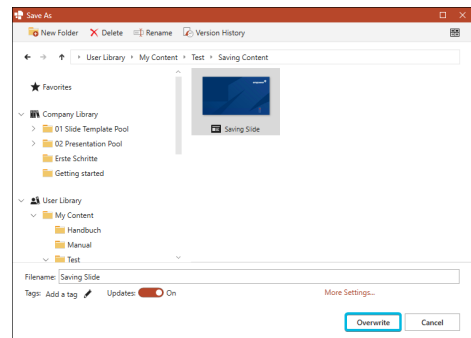 Save As
New Folder Delete Rename Version History
User Library My Content Test Saving Content
Favorites
Company Library
01 Slide Template Pool
02 Presentation Pool
Erste Schritte
Getting started
User Library
My Content
Handbuch
Manual
Test
Saving Slide
Filename: Saving Slide
Tags: Add a tag Updates: On More Settings...
Overwrite Cancel